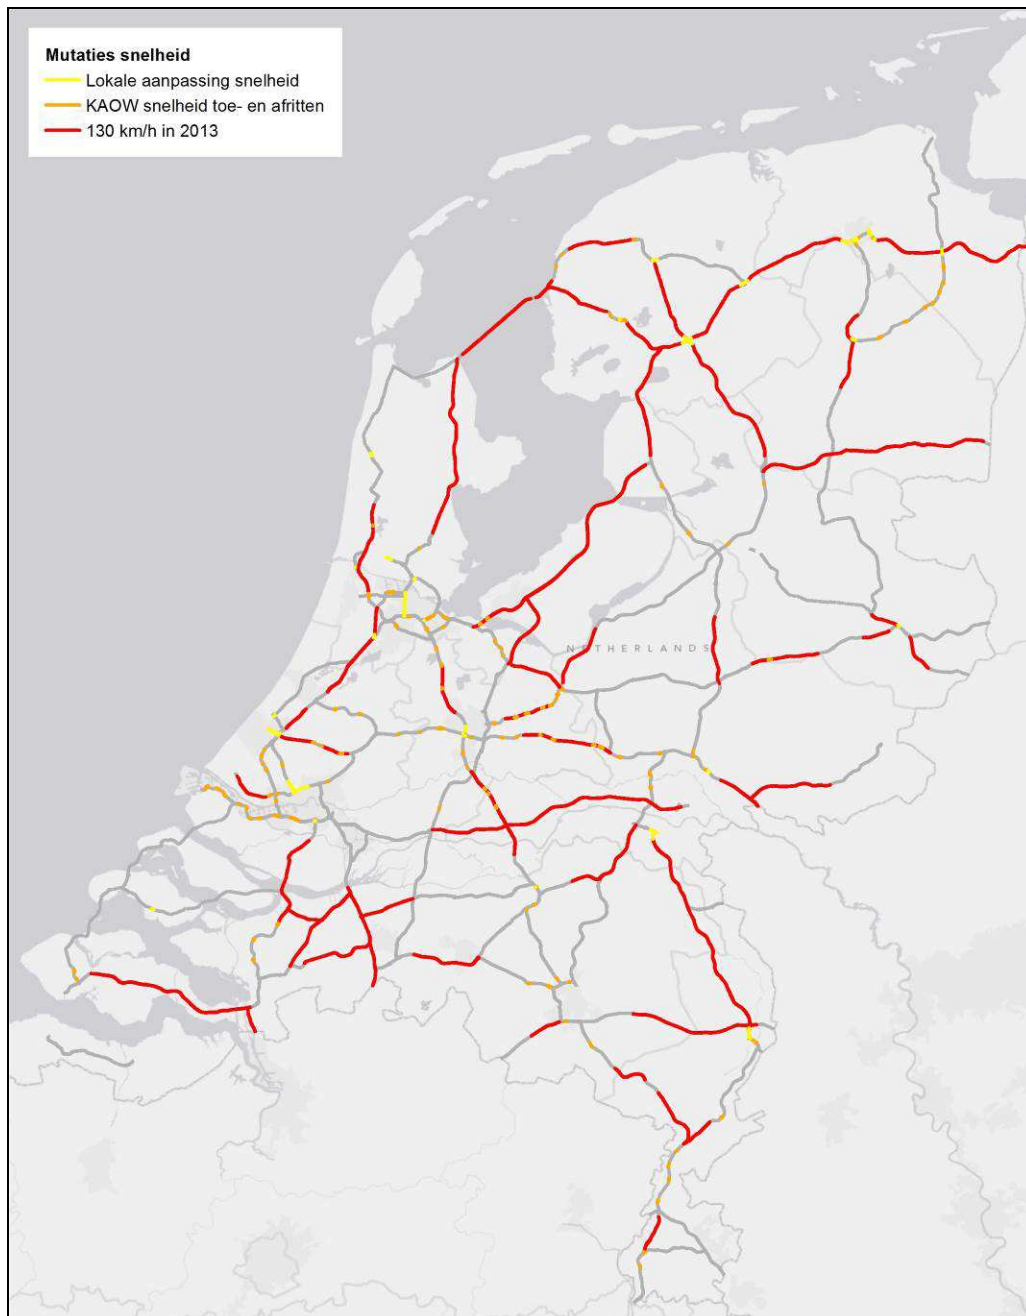 Mutaties snelheid
Lokale aanpassing snelheid
KAOW snelheid toe- en afritten
130 km/h in 2013
NETHERLANDS